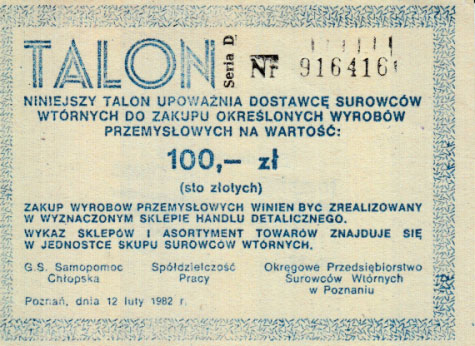 TALON Seria D Nr 916416
NINIEJSZY TALON UPOWAŻNIA DOSTAWCĘ SUROWCÓW
WTÓRNYCH DO ZAKUPU OKREŚLONYCH WYROBÓW
PRZEMYSŁOWYCH NA WARTOŚĆ:
100,— zł
(sto złotych)
ZAKUP WYROBÓW PRZEMYSŁOWYCH WINIEN BYĆ ZREALIZOWANY
W WYZNACZONYM SKLEPIE HANDLU DETALICZNEGO.
WYKAZ SKLEPÓW I ASORTYMENT TOWARÓW ZNAJDUJE SIĘ
W JEDNOSTCE SKUPU SUROWCÓW WTÓRNYCH.
G.S. Samopomoc Spółdzielczość Okręgowe Przedsiębiorstwo
Chłopska Pracy Surowców Wtórnych
w Poznaniu
Poznań, dnia 12 luty 1982 r.